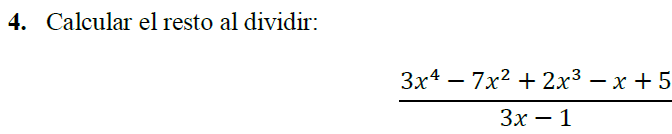 4. Calcular el resto al dividir:
3x⁴ − 7x² + 2x³ − x + 5
3x − 1